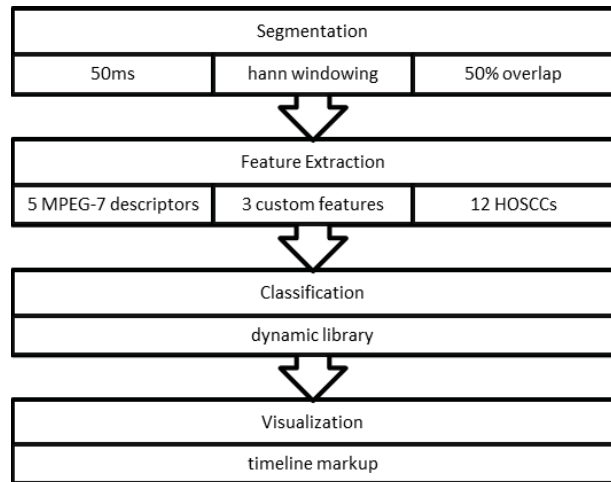 Segmentation
50ms hann windowing 50% overlap
Feature Extraction
5 MPEG-7 descriptors 3 custom features 12 HOSCCs
Classification
dynamic library
Visualization
timeline markup